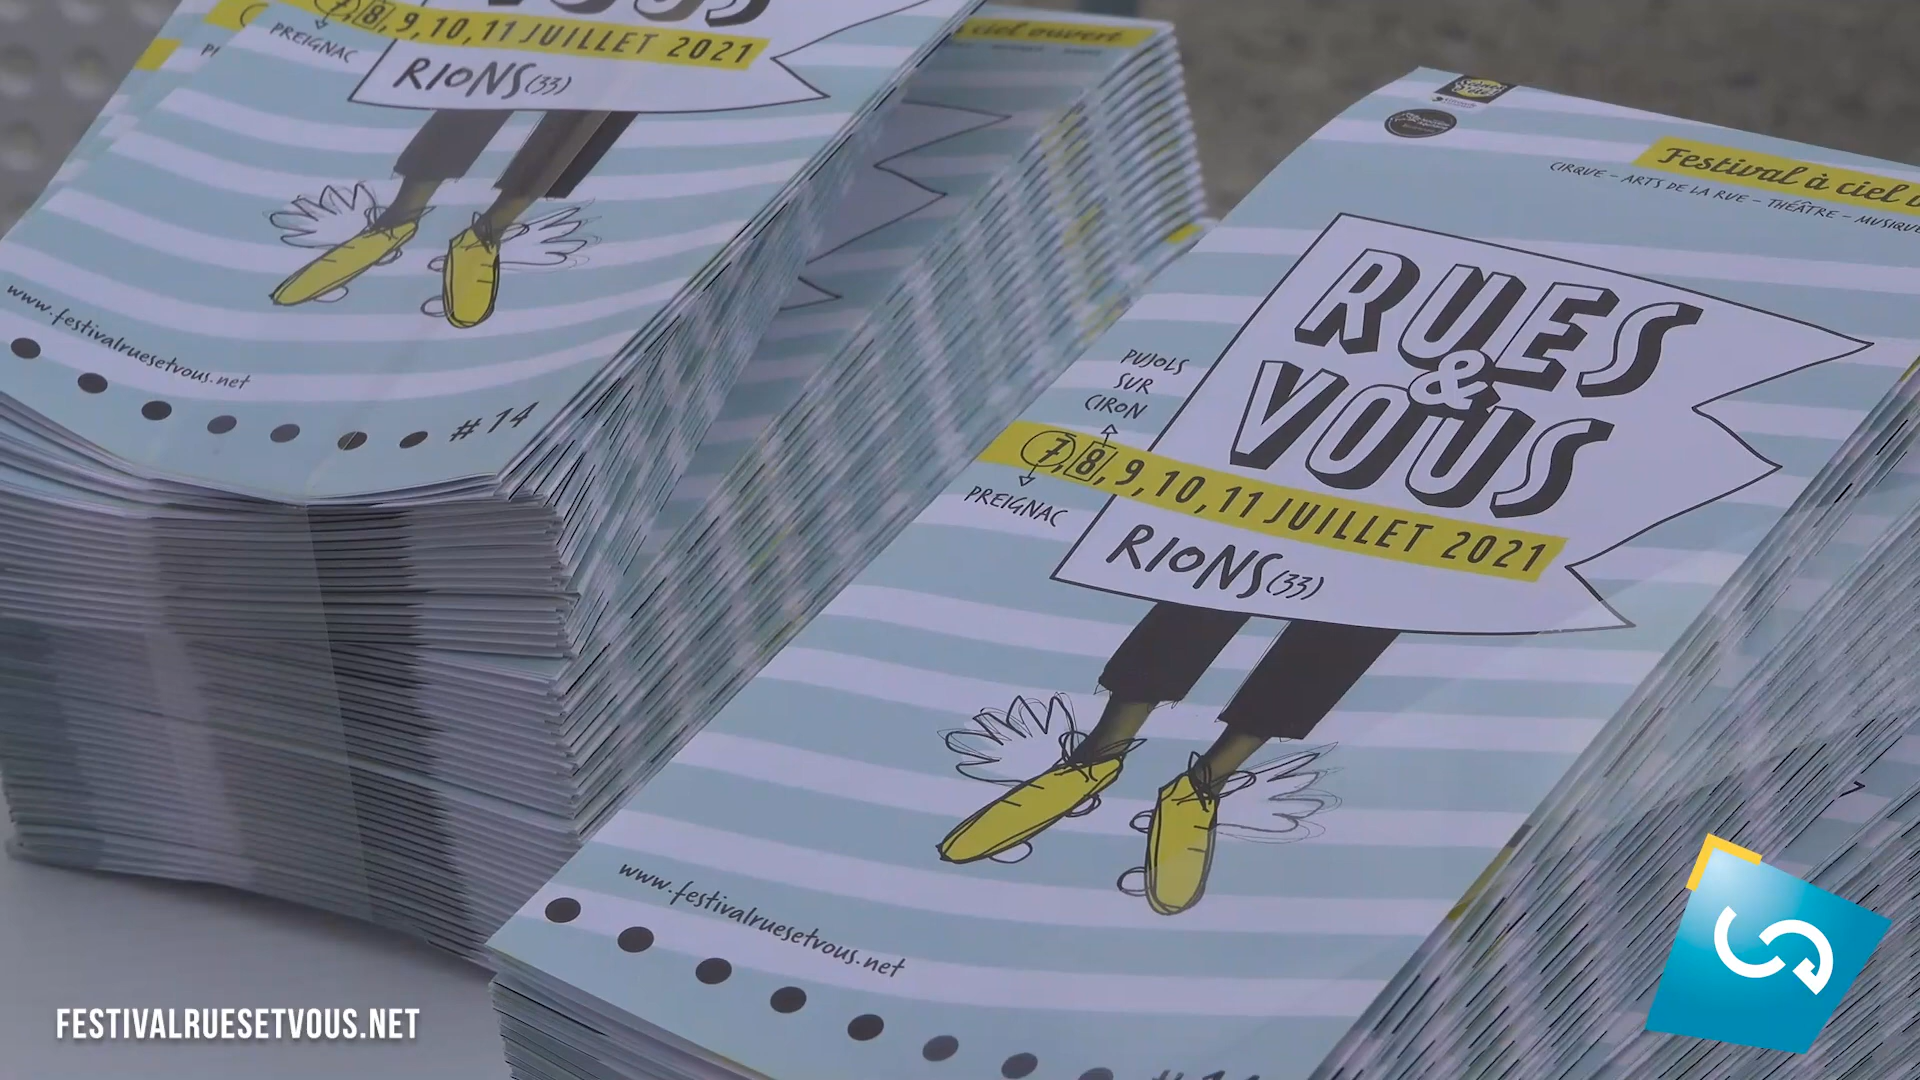 PREIGNAC
7, 8, 9, 10, 11 JUILLET 2021
RIONS (33)
www.festivalruesetvous.net
#14
ciel ouvert
Festival à ciel
CIRQUE - ARTS DE LA RUE - THÉÂTRE - MUSIQUE
RUES
&
VOUS
PUJOLS
SUR
CIRON
7, 8, 9, 10, 11 JUILLET 2021
PREIGNAC
RIONS (33)
www.festivalruesetvous.net
FESTIVALRUESETVOUS.NET